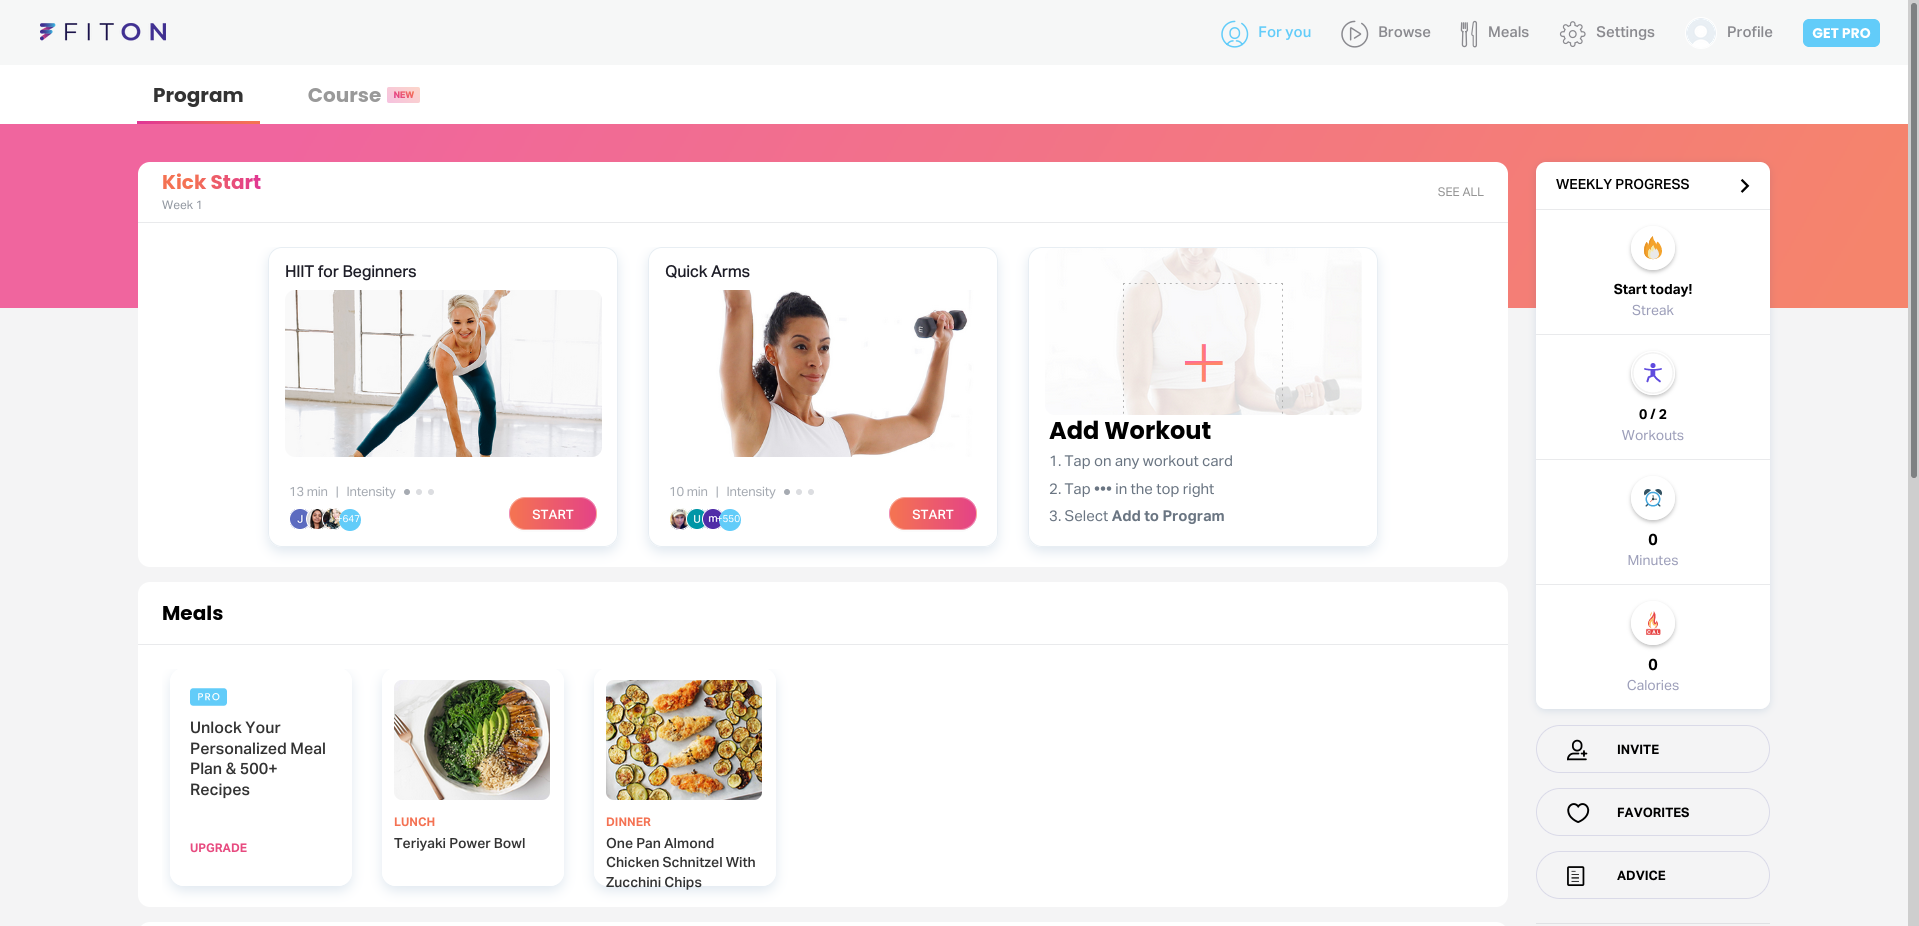 FITON
For you
Browse
Meals
Settings
Profile
GET PRO
Program
Course NEW
Kick Start
Week 1
SEE ALL
HIIT for Beginners
13 min | Intensity
J
+647
START
Quick Arms
E
10 min | Intensity
U
m
+550
START
Add Workout
1. Tap on any workout card
2. Tap ••• in the top right
3. Select Add to Program
WEEKLY PROGRESS
Start today!
Streak
0 / 2
Workouts
0
Minutes
CAL
0
Calories
INVITE
FAVORITES
ADVICE
Meals
PRO
Unlock Your
Personalized Meal
Plan & 500+
Recipes
UPGRADE
LUNCH
Teriyaki Power Bowl
DINNER
One Pan Almond
Chicken Schnitzel With
Zucchini Chips